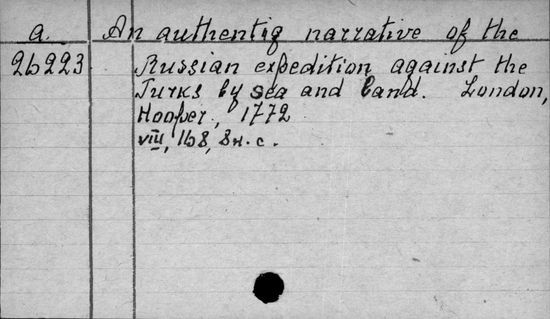 a. An authentiq narrative of the
26223 Russian expedition against the
Turks by sea and land. London,
Hooper, 1772
VIII, 168, 8н. c.